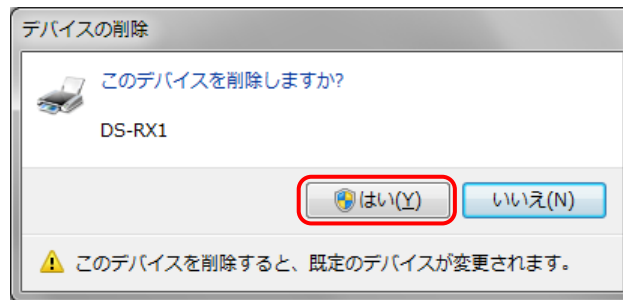 デバイスの削除
このデバイスを削除しますか?
DS-RX1
はい(Y) いいえ(N)
このデバイスを削除すると、既定のデバイスが変更されます。